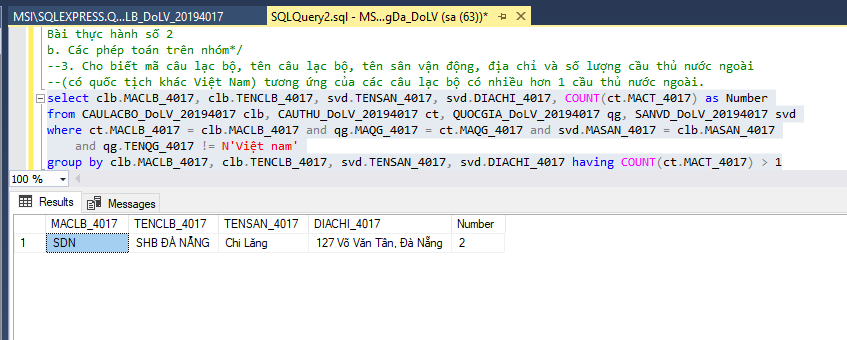 MSI\SQLEXPRESS.Q...LB_DoLV_20194017
SQLQuery2.sql - MS...gDa_DoLV (sa (63))*
Bài thực hành số 2
b. Các phép toán trên nhóm*/
--3. Cho biết mã câu lạc bộ, tên câu lạc bộ, tên sân vận động, địa chỉ và số lượng cầu thủ nước ngoài
--(có quốc tịch khác Việt Nam) tương ứng của các câu lạc bộ có nhiều hơn 1 cầu thủ nước ngoài.
select clb.MACLB_4017, clb.TENCLB_4017, svd.TENSAN_4017, svd.DIACHI_4017, COUNT(ct.MACT_4017) as Number
from CAULACBO_DoLV_20194017 clb, CAUTHU_DoLV_20194017 ct, QUOCGIA_DoLV_20194017 qg, SANVD_DoLV_20194017 svd
where ct.MACLB_4017 = clb.MACLB_4017 and qg.MAQG_4017 = ct.MAQG_4017 and svd.MASAN_4017 = clb.MASAN_4017
and qg.TENQG_4017 != N'Việt nam'
group by clb.MACLB_4017, clb.TENCLB_4017, svd.TENSAN_4017, svd.DIACHI_4017 having COUNT(ct.MACT_4017) > 1
100 %
Results Messages
MACLB_4017 TENCLB_4017 TENSAN_4017 DIACHI_4017 Number
1 SDN SHB ĐÀ NẴNG Chi Lăng 127 Võ Văn Tần, Đà Nẵng 2